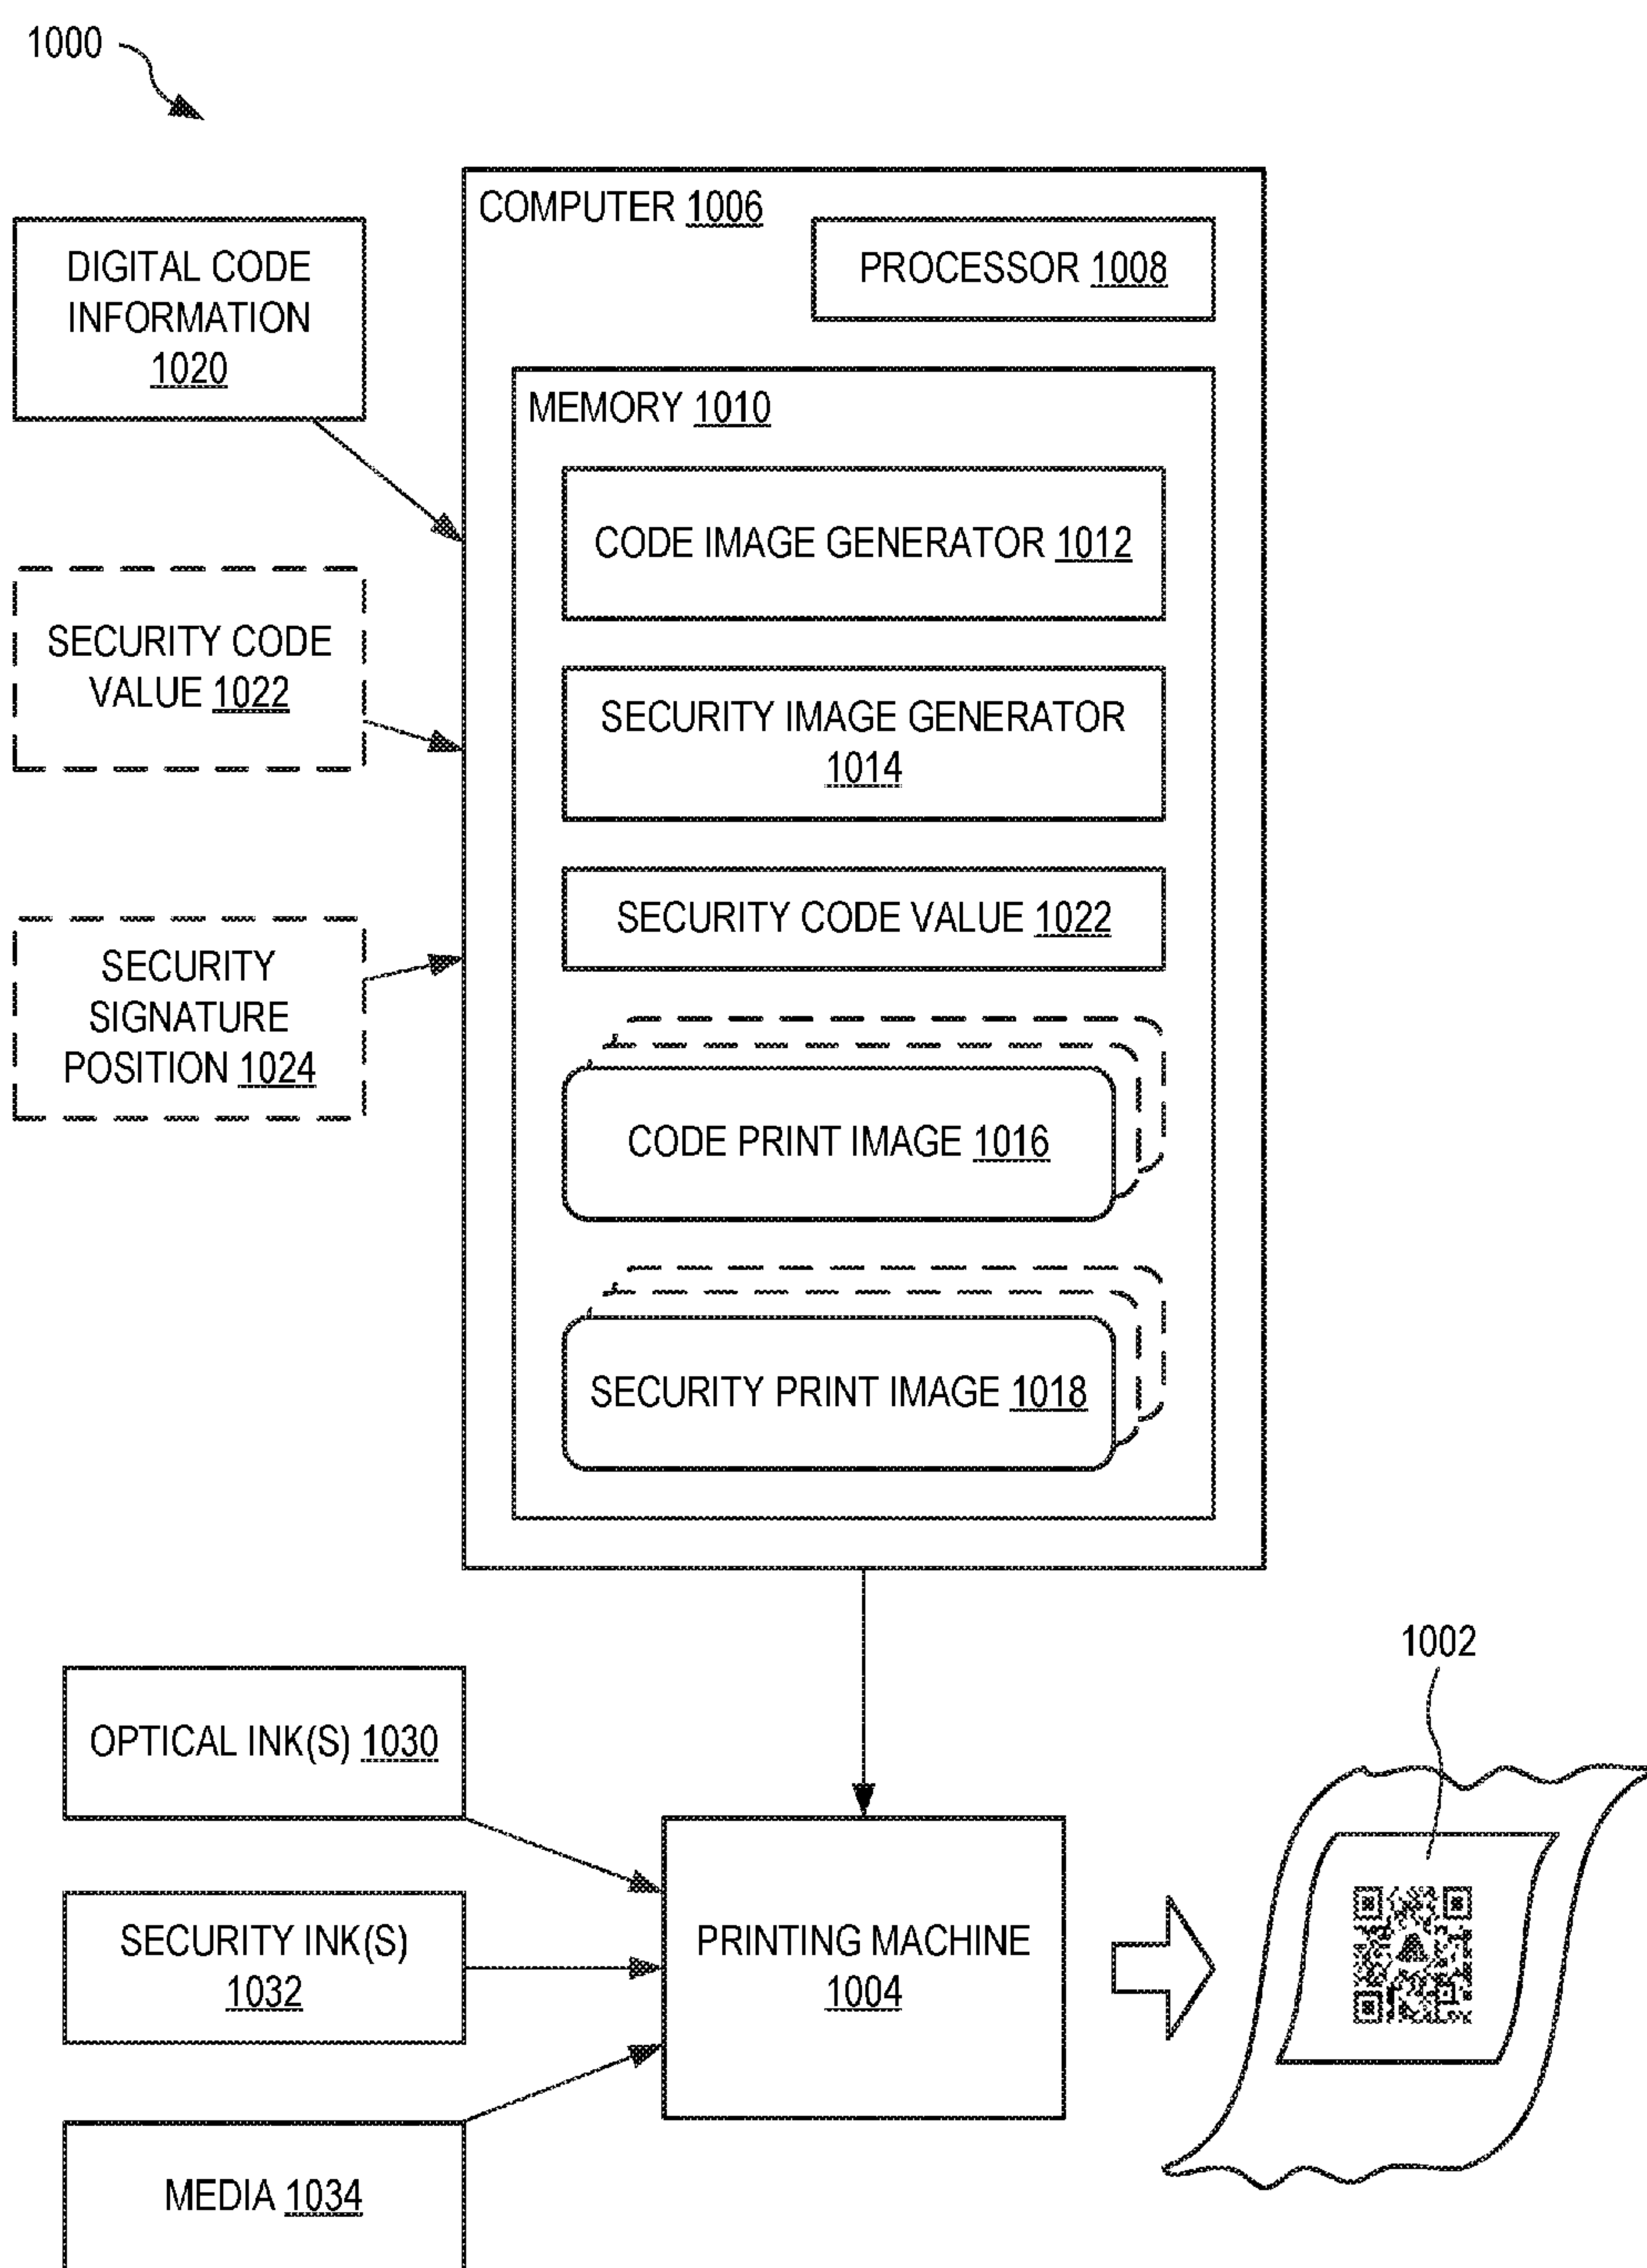 1000
COMPUTER 1006
PROCESSOR 1008
DIGITAL CODE
INFORMATION
1020
MEMORY 1010
CODE IMAGE GENERATOR 1012
SECURITY CODE
VALUE 1022
SECURITY IMAGE GENERATOR
1014
SECURITY CODE VALUE 1022
SECURITY
SIGNATURE
POSITION 1024
CODE PRINT IMAGE 1016
SECURITY PRINT IMAGE 1018
1002
OPTICAL INK(S) 1030
SECURITY INK(S)
1032
PRINTING MACHINE
1004
MEDIA 1034